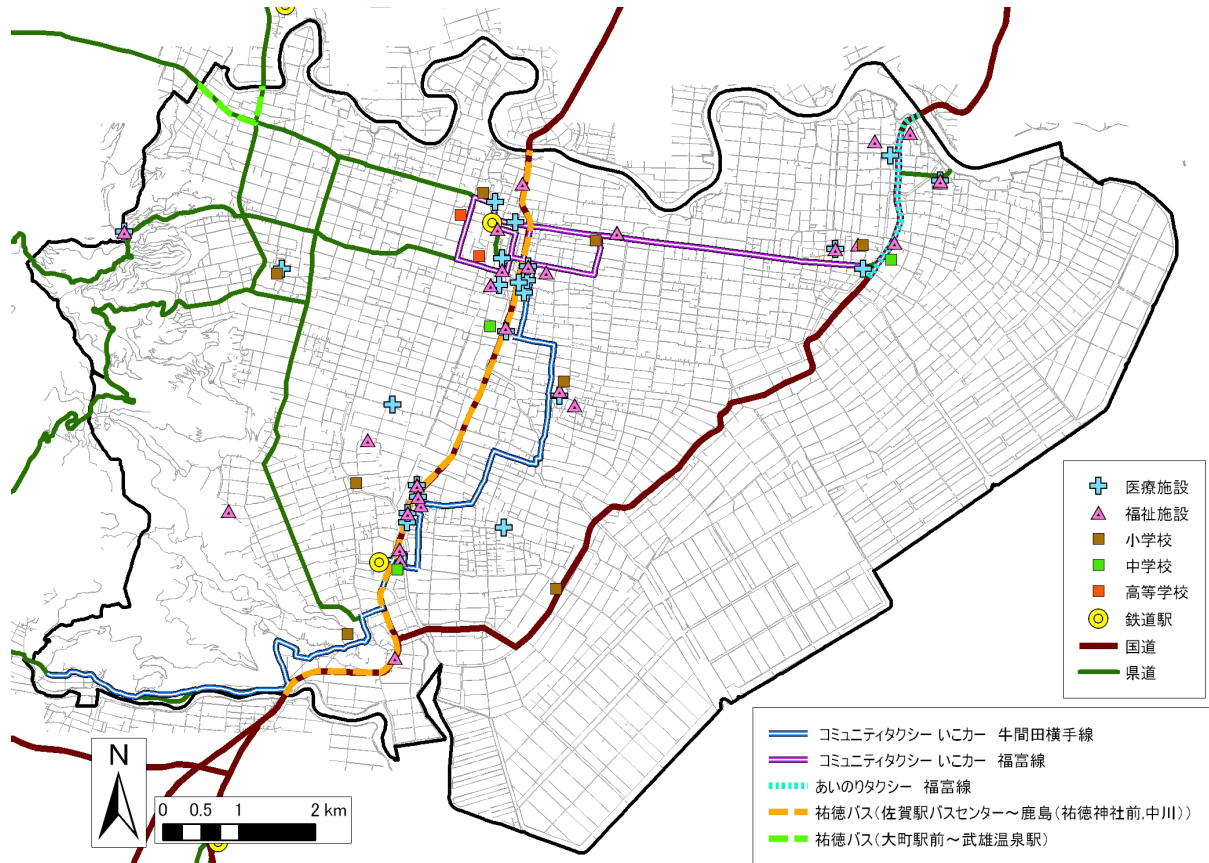 医療施設
福祉施設
小学校
中学校
高等学校
鉄道駅
国道
県道
コミュニティタクシー いこカー 牛間田横手線
コミュニティタクシー いこカー 福富線
あいのりタクシー 福富線
祐徳バス(佐賀駅バスセンター～鹿島(祐徳神社前,中川))
祐徳バス(大町駅前～武雄温泉駅)
N
0 0.5 1 2 km